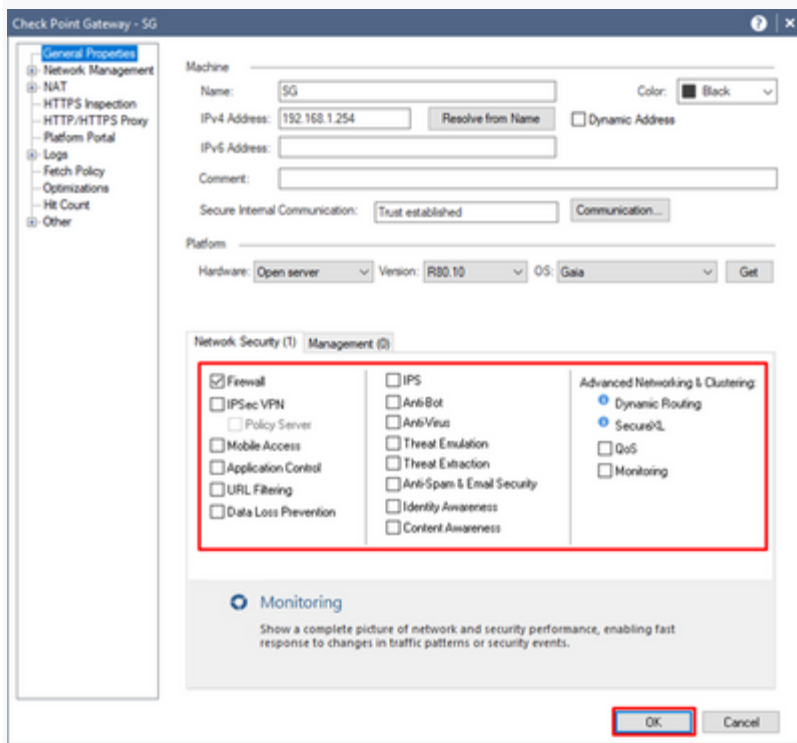 Check Point Gateway - SG
General Properties
Network Management
NAT
HTTPS Inspection
HTTP/HTTPS Proxy
Platform Portal
Logs
Fetch Policy
Optimizations
Hit Count
Other
Machine
Name: SG Color: Black
IPv4 Address: 192.168.1.254 Resolve from Name Dynamic Address
IPv6 Address:
Comment:
Secure Internal Communication: Trust established Communication...
Platform
Hardware: Open server Version: R80.10 OS: Gaia Get
Network Security (1) Management (0)
Firewall
IPSec VPN
Policy Server
Mobile Access
Application Control
URL Filtering
Data Loss Prevention
IPS
Anti-Bot
Anti-Virus
Threat Emulation
Threat Extraction
Anti-Spam & Email Security
Identity Awareness
Content Awareness
Advanced Networking & Clustering:
Dynamic Routing
SecureXL
QoS
Monitoring
Monitoring
Show a complete picture of network and security performance, enabling fast
response to changes in traffic patterns or security events.
OK Cancel